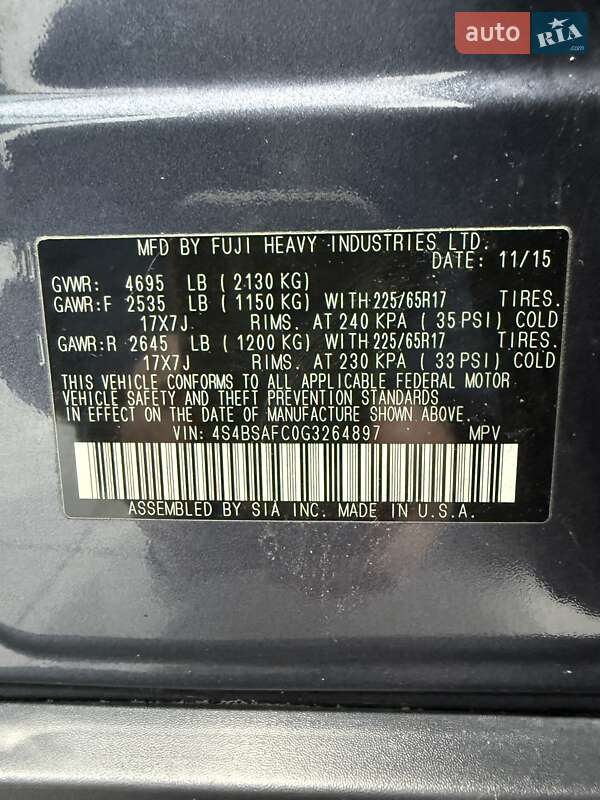 auto RIA.com
MFD BY FUJI HEAVY INDUSTRIES LTD.
DATE: 11/15
GVWR: 4695 LB (2130 KG)
GAWR:F 2535 LB (1150 KG) WITH 225/65R17 TIRES.
17X7J RIMS. AT 240 KPA (35 PSI) COLD
GAWR:R 2645 LB (1200 KG) WITH 225/65R17 TIRES.
17X7J RIMS. AT 230 KPA (33 PSI) COLD
THIS VEHICLE CONFORMS TO ALL APPLICABLE FEDERAL MOTOR
VEHICLE SAFETY AND THEFT PREVENTION STANDARDS
IN EFFECT ON THE DATE OF MANUFACTURE SHOWN ABOVE.
VIN: 4S4BSAFC0G3264897 MPV
ASSEMBLED BY SIA INC. MADE IN U.S.A.